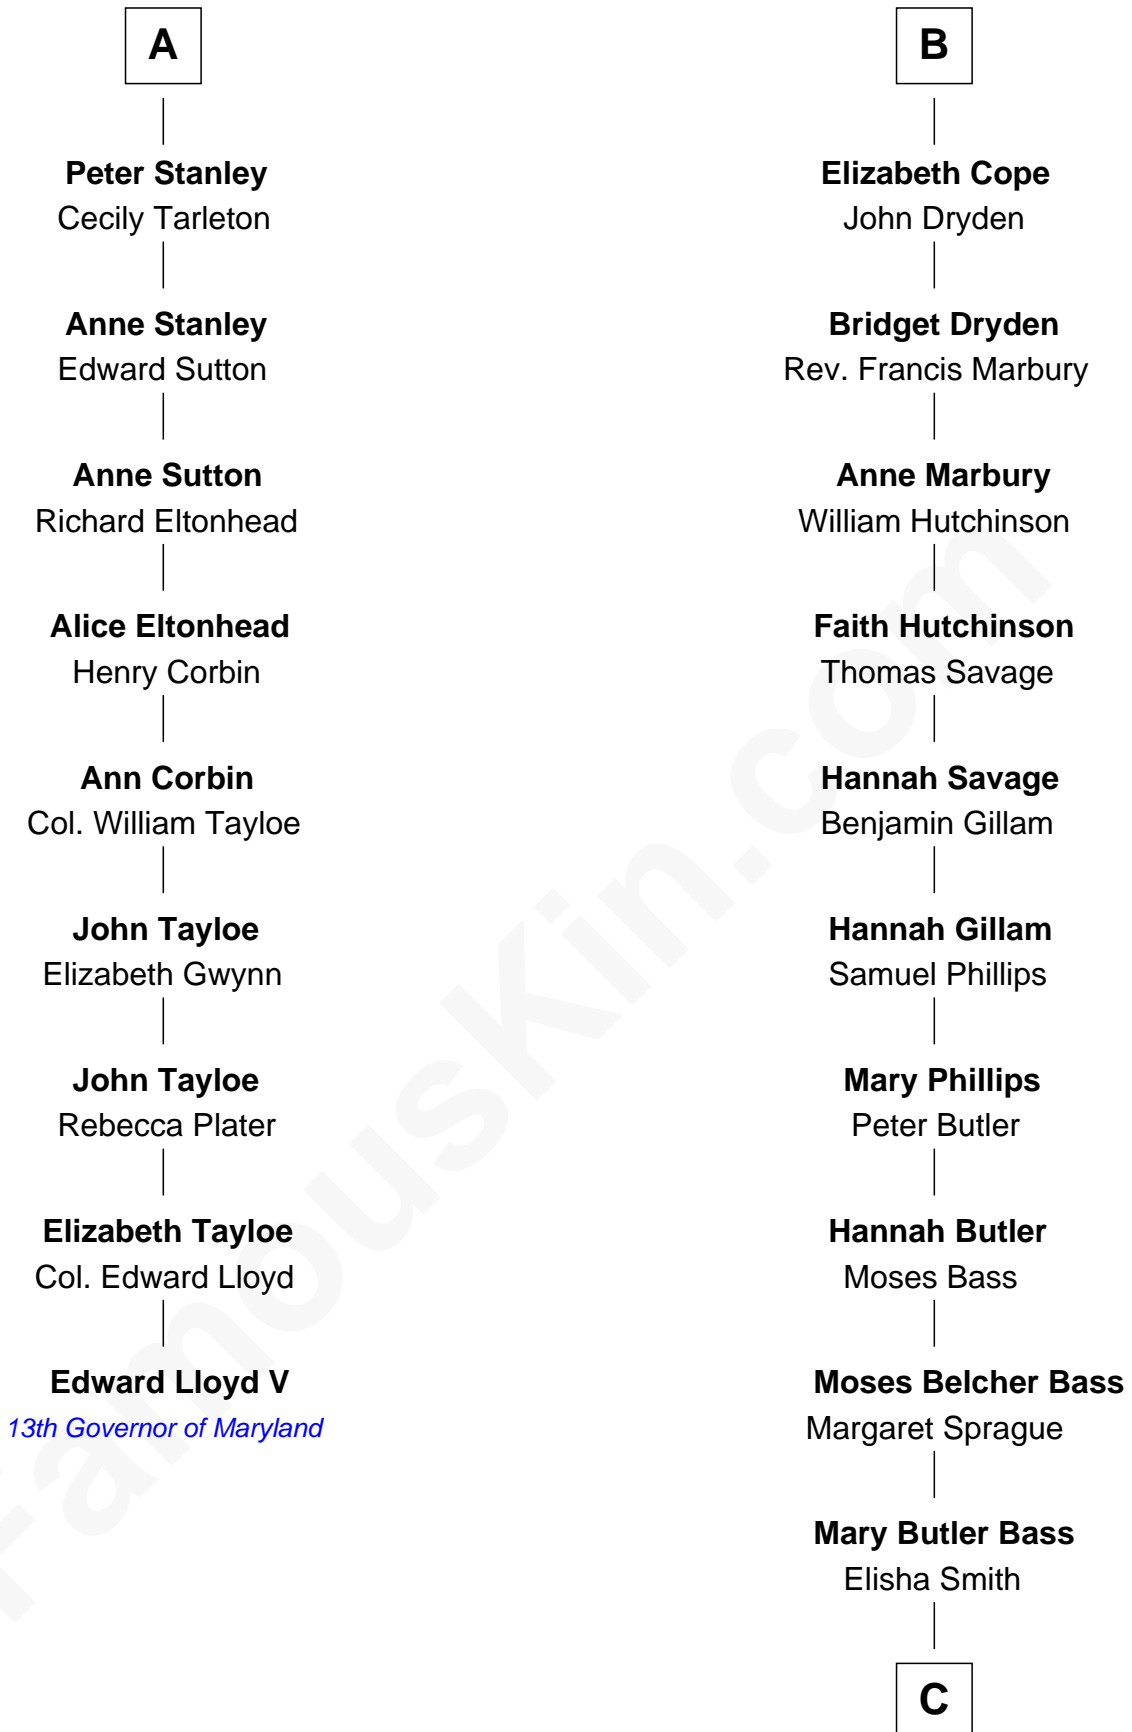 A
Peter Stanley
Cecily Tarleton
Anne Stanley
Edward Sutton
Anne Sutton
Richard Eltonhead
Alice Eltonhead
Henry Corbin
Ann Corbin
Col. William Tayloe
John Tayloe
Elizabeth Gwynn
John Tayloe
Rebecca Plater
Elizabeth Tayloe
Col. Edward Lloyd
Edward Lloyd V
13th Governor of Maryland
B
Elizabeth Cope
John Dryden
Bridget Dryden
Rev. Francis Marbury
Anne Marbury
William Hutchinson
Faith Hutchinson
Thomas Savage
Hannah Savage
Benjamin Gillam
Hannah Gillam
Samuel Phillips
Mary Phillips
Peter Butler
Hannah Butler
Moses Bass
Moses Belcher Bass
Margaret Sprague
Mary Butler Bass
Elisha Smith
C
FamousKin.com